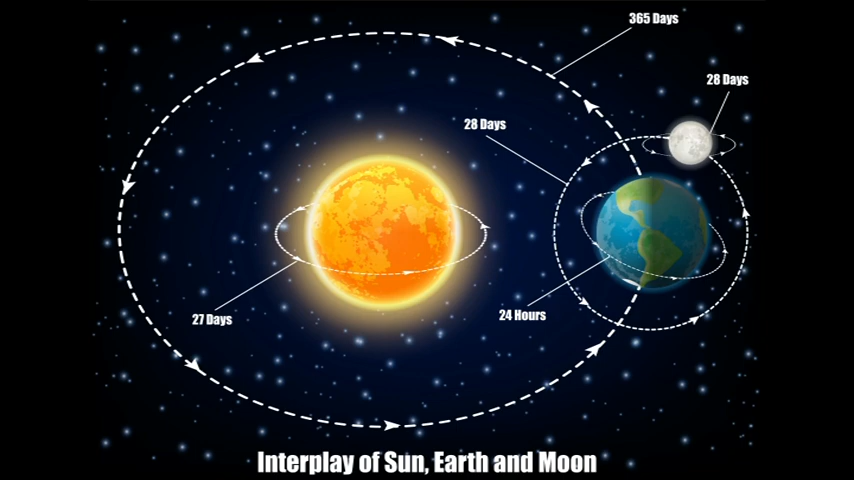 365 Days
28 Days
28 Days
27 Days
24 Hours
Interplay of Sun, Earth and Moon